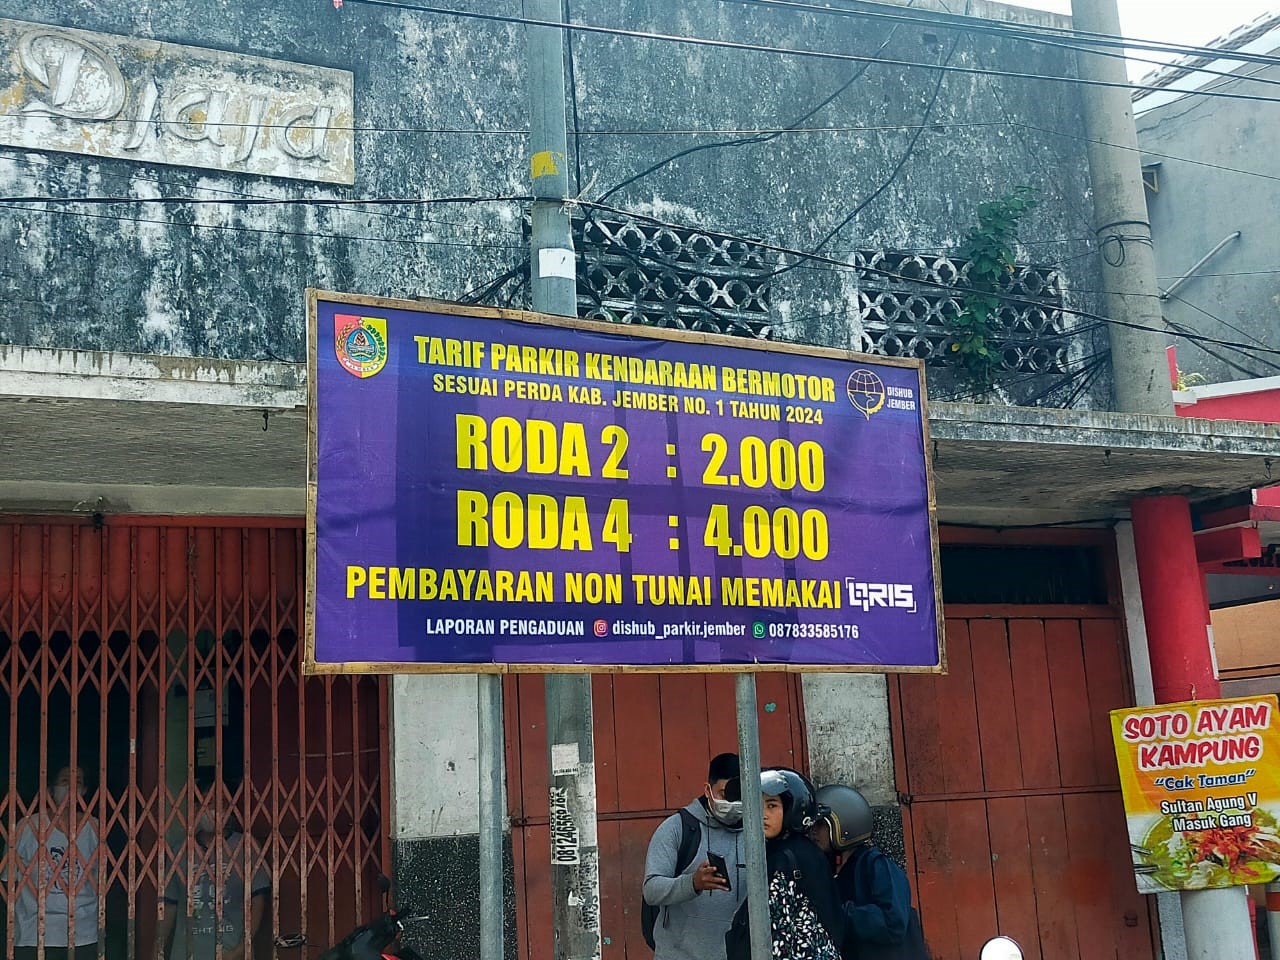 Djaja
TARIF PARKIR KENDARAAN BERMOTOR
SESUAI PERDA KAB. JEMBER NO. 1 TAHUN 2024
DISHUB
JEMBER
RODA 2 : 2.000
RODA 4 : 4.000
PEMBAYARAN NON TUNAI MEMAKAI QRIS
LAPORAN PENGADUAN dishub_parkir.jember 087833585176
SOTO AYAM
KAMPUNG
"Cak Taman"
Sultan Agung V
Masuk Gang